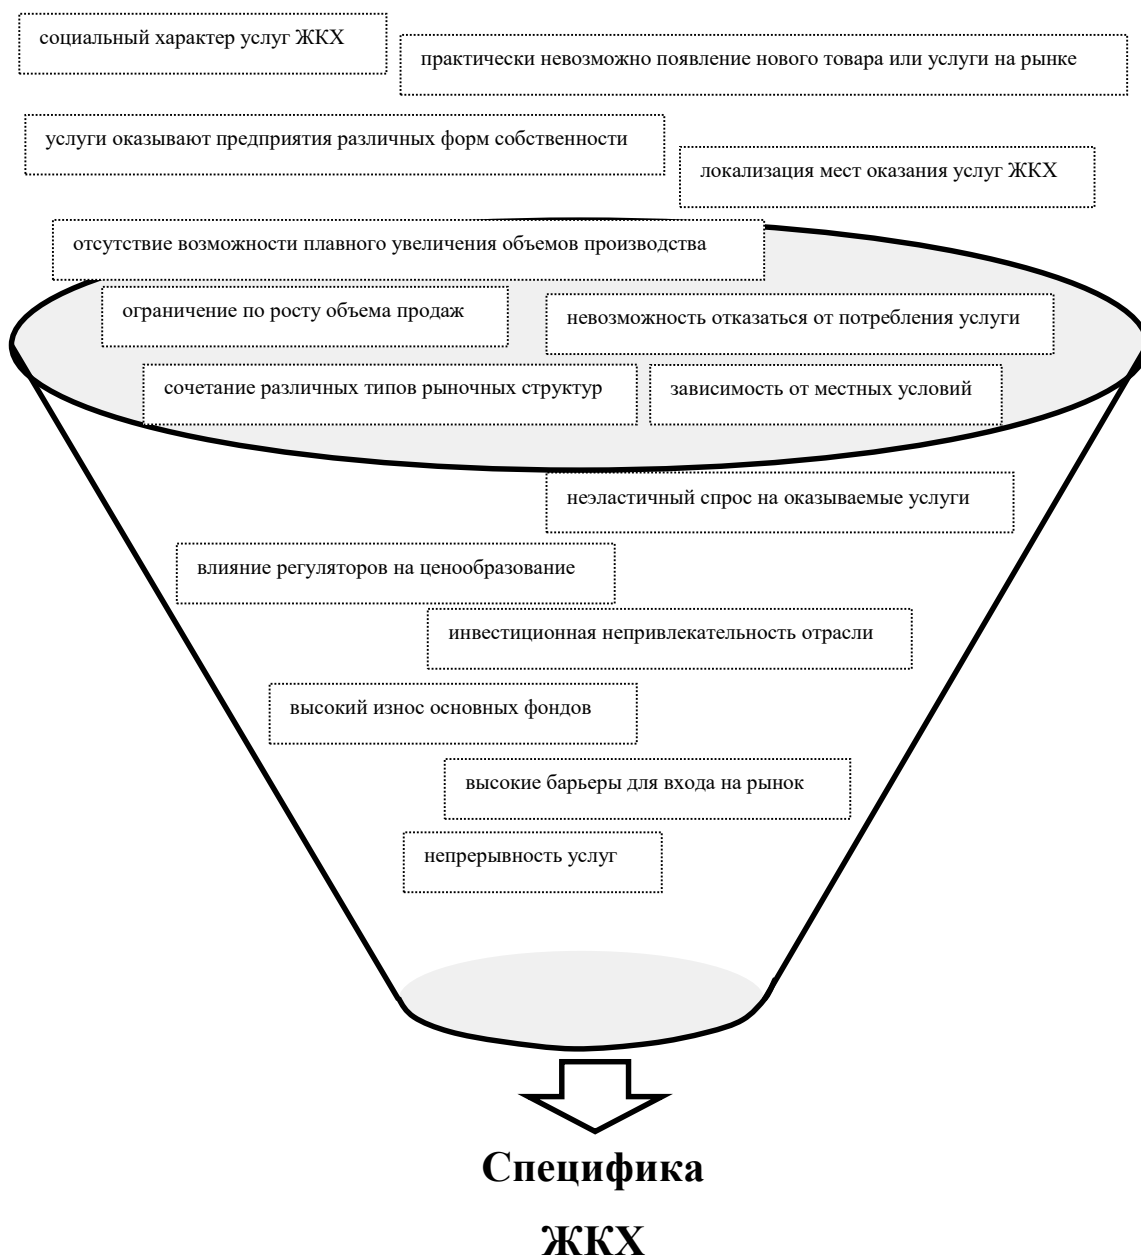 социальный характер услуг ЖКХ
практически невозможно появление нового товара или услуги на рынке
услуги оказывают предприятия различных форм собственности
локализация мест оказания услуг ЖКХ
отсутствие возможности плавного увеличения объемов производства
ограничение по росту объема продаж
невозможность отказаться от потребления услуги
сочетание различных типов рыночных структур
зависимость от местных условий
неэластичный спрос на оказываемые услуги
влияние регуляторов на ценообразование
инвестиционная непривлекательность отрасли
высокий износ основных фондов
высокие барьеры для входа на рынок
непрерывность услуг
Специфика
ЖКХ